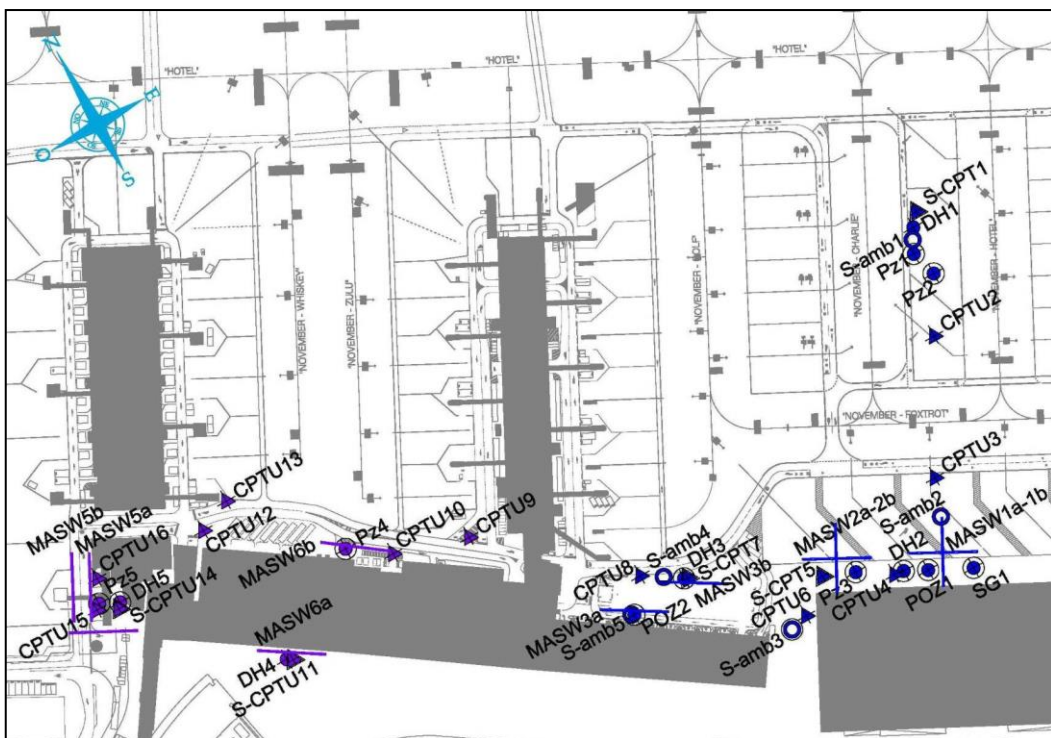 "HOTEL"
"HOTEL"
"HOTEL"
N
E
O
S
S-CPT1
DH1
S-amb1
Pz1
Pz2
CPTU2
"NOVEMBER - WHISKEY"
"NOVEMBER - ZULU"
"NOVEMBER - GOLF"
"NOVEMBER - CHARLIE"
"NOVEMBER - HOTEL"
"NOVEMBER - FOXTROT"
CPTU3
CPTU13
CPTU12
MASW5b
MASW5a
CPTU16
Pz5
DH5
S-CPTU14
CPTU15
MASW6b
Pz4
CPTU10
CPTU9
MASW6a
DH4
S-CPTU11
CPTU8
S-amb4
DH3
S-CPT7
MASW3b
MASW3a
S-amb5
POZ2
MASW2a-2b
S-amb2
MASW1a-1b
DH2
S-CPT5
Pz3
CPTU4
CPTU6
S-amb3
POZ1
SG1